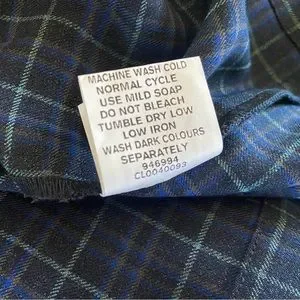 MACHINE WASH COLD
NORMAL CYCLE
USE MILD SOAP
DO NOT BLEACH
TUMBLE DRY LOW
LOW IRON
WASH DARK COLOURS
SEPARATELY
946994
CL0040093